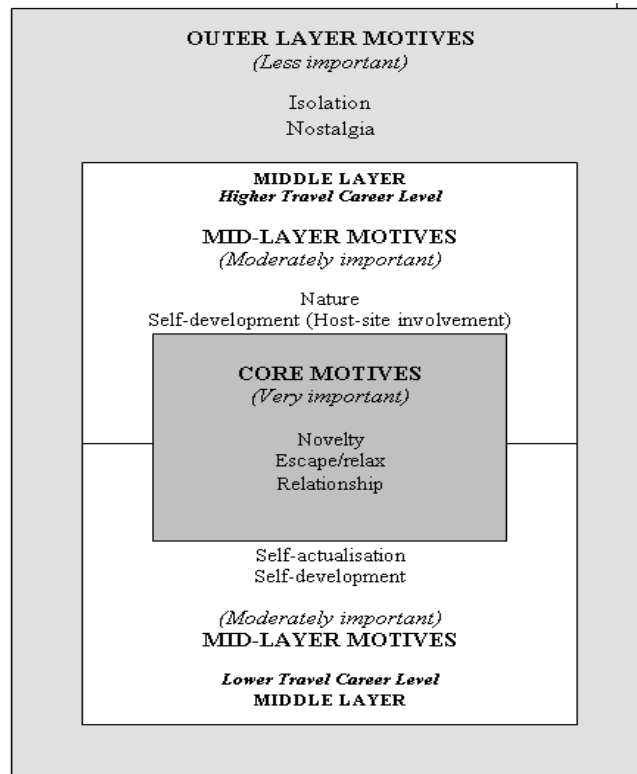 OUTER LAYER MOTIVES
(Less important)
Isolation
Nostalgia
MIDDLE LAYER
Higher Travel Career Level
MID-LAYER MOTIVES
(Moderately important)
Nature
Self-development (Host-site involvement)
CORE MOTIVES
(Very important)
Novelty
Escape/relax
Relationship
Self-actualisation
Self-development
(Moderately important)
MID-LAYER MOTIVES
Lower Travel Career Level
MIDDLE LAYER